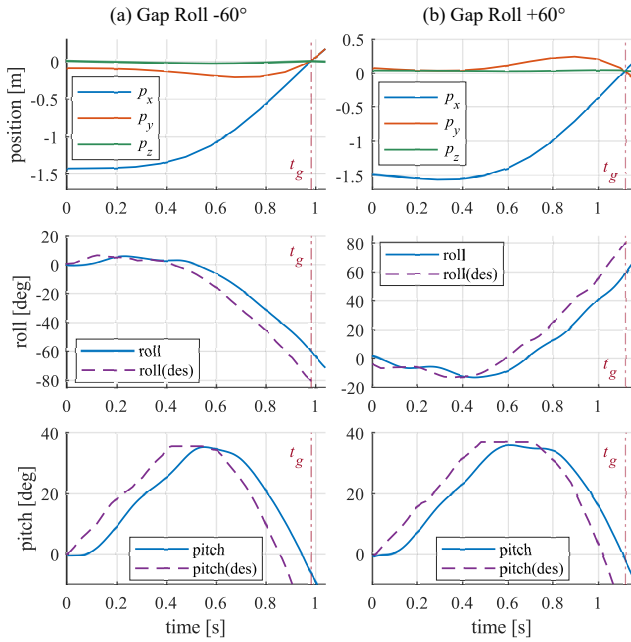 (a) Gap Roll -60° (b) Gap Roll +60°
position [m]
0
-0.5
-1
-1.5
p_x
p_y
p_z
t_g
0 0.2 0.4 0.6 0.8 1
0.5
0
-0.5
-1
-1.5
p_x
p_y
p_z
t_g
0 0.2 0.4 0.6 0.8 1
roll [deg]
20
0
-20
-40
-60
-80
t_g
roll
roll(des)
0 0.2 0.4 0.6 0.8 1
80
60
40
20
0
-20
roll
roll(des)
t_g
0 0.2 0.4 0.6 0.8 1
pitch [deg]
40
20
0
t_g
pitch
pitch(des)
0 0.2 0.4 0.6 0.8 1
time [s]
40
20
0
t_g
pitch
pitch(des)
0 0.2 0.4 0.6 0.8 1
time [s]